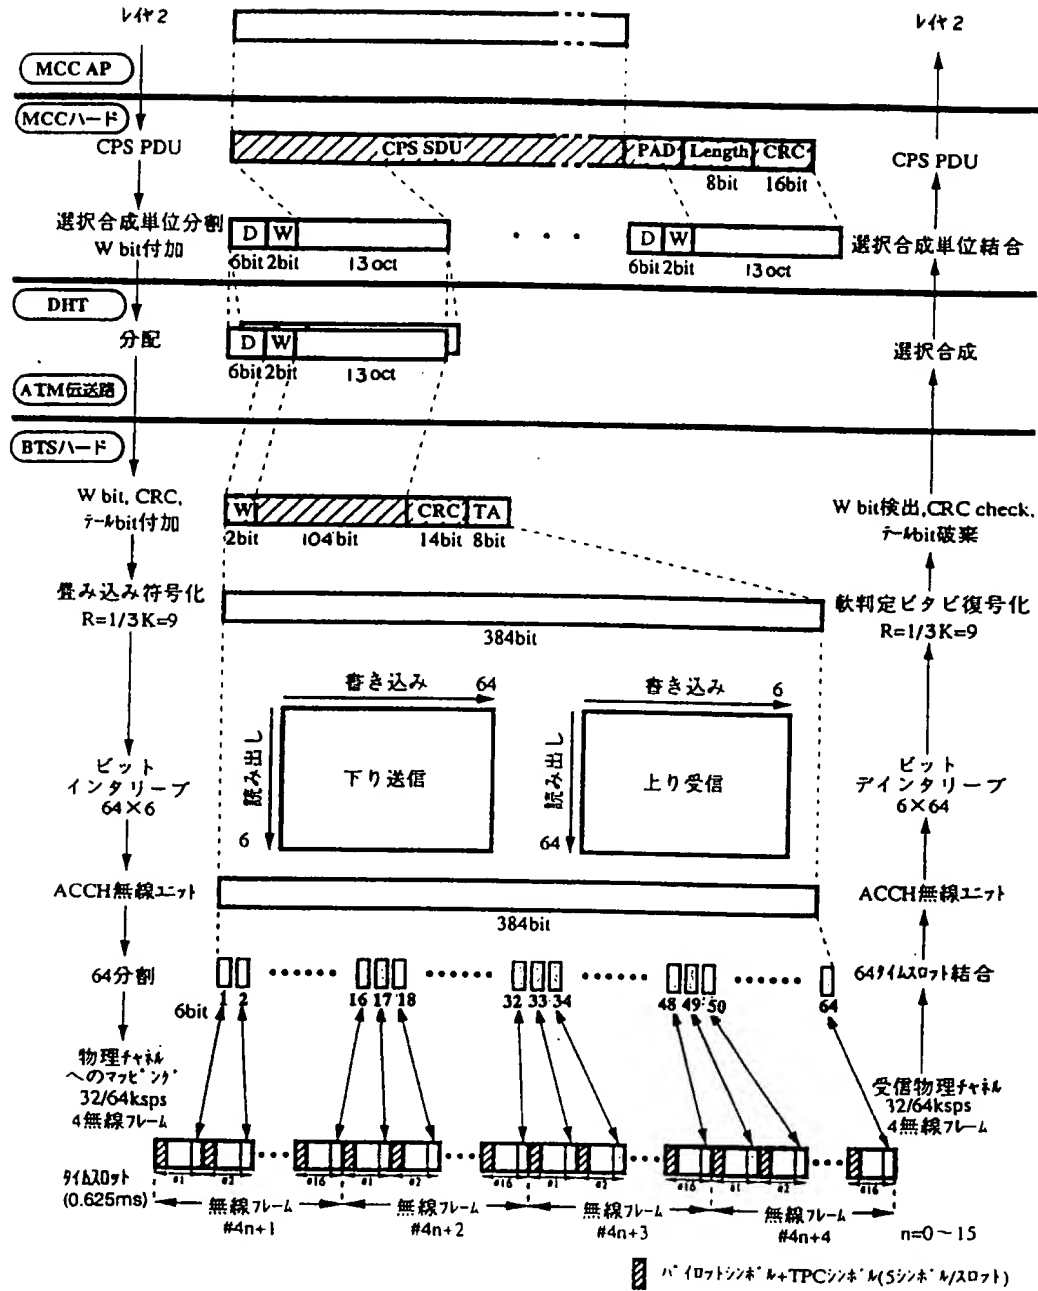 レイヤ2
レイヤ2
MCC AP
MCCハード
CPS PDU
CPS SDU
PAD
Length
CRC
8bit
16bit
CPS PDU
選択合成単位分割
W bit付加
D
W
6bit
2bit
13oct
・・・
D
W
6bit
2bit
13oct
選択合成単位結合
DHT
分配
D
W
6bit
2bit
13oct
選択合成
ATM伝送路
BTSハード
W bit, CRC,
テールbit付加
W
CRC
TA
2bit
104bit
14bit
8bit
W bit検出,CRC check,
テールbit破棄
畳み込み符号化
R=1/3 K=9
384bit
軟判定ビタビ復号化
R=1/3 K=9
書き込み
64
読み出し
6
下り送信
書き込み
6
読み出し
64
上り受信
ビット
インタリーブ
64×6
ビット
デインタリーブ
6×64
ACCH無線ユニット
384bit
ACCH無線ユニット
64分割
6bit
1 2 16 17 18 32 33 34 48 49 50 64
64タイムスロット結合
物理チャネル
へのマッピング
32/64ksps
4無線フレーム
受信物理チャネル
32/64ksps
4無線フレーム
タイムスロット
(0.625ms)
#1 #2 #16 #1 #2 #16 #1 #2 #16 #1 #2 #16
無線フレーム
#4n+1
無線フレーム
#4n+2
無線フレーム
#4n+3
無線フレーム
#4n+4
n=0~15
パイロットシンボル+TPCシンボル(5シンボル/スロット)